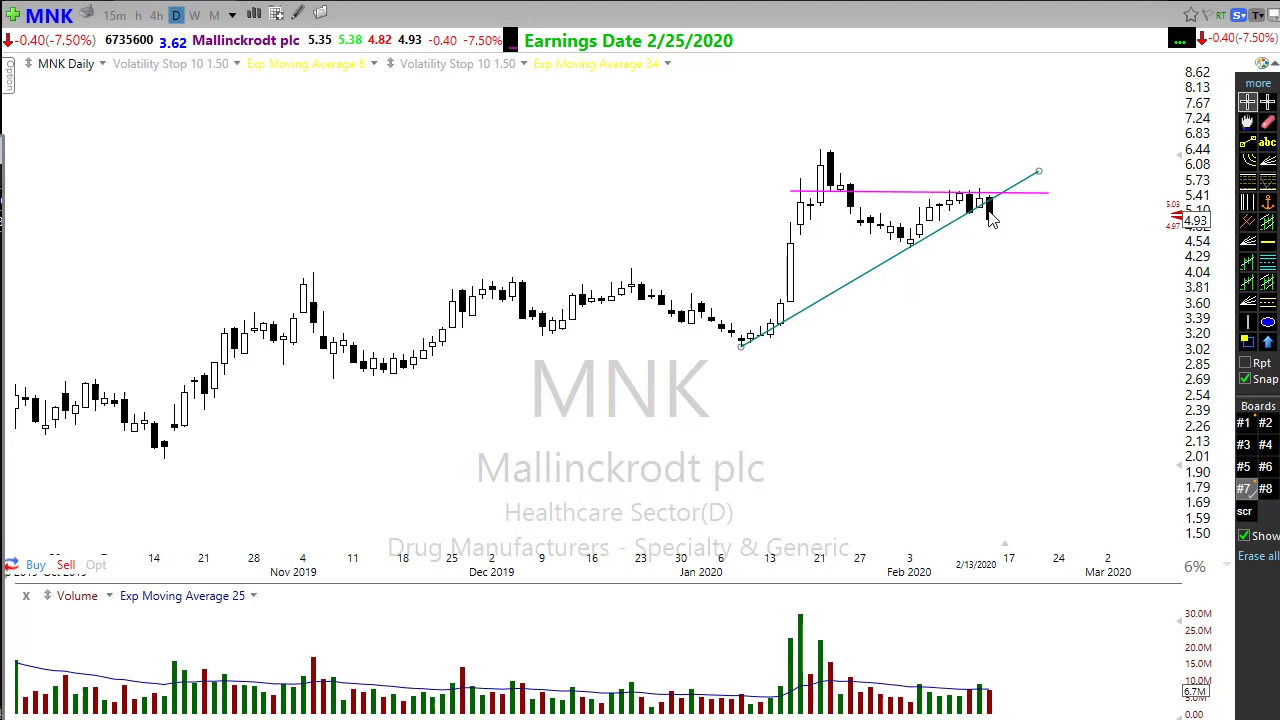 MNK 15m h 4h D W M RT S T
-0.40(-7.50%) 6735600 3.62 Mallinckrodt plc 5.35 5.38 4.82 4.93 -0.40 -7.50% ... Earnings Date 2/25/2020 ... -0.40(-7.50%)
Option
MNK Daily Volatility Stop 10 1.50 Exp Moving Average 8 Volatility Stop 10 1.50 Exp Moving Average 34
8.62
8.13
7.67
7.24
6.83
6.44
6.08
5.73
5.41
5.03
4.93
4.97
4.54
4.29
4.04
3.81
3.60
3.39
3.20
3.02
2.85
2.69
2.54
2.39
2.26
2.13
2.01
1.90
1.79
1.69
1.59
1.50
more
abc
Rpt
Snap
Boards
#1 #2
#3 #4
#5 #6
#7 #8
scr
Show
Erase all
MNK
Mallinckrodt plc
Healthcare Sector(D)
Drug Manufacturers - Specialty & Generic
14 21 28 4 11 18 25 2 9 16 23 30 6 13 21 27 3 2/13/2020 17 24 2
Nov 2019 Dec 2019 Jan 2020 Feb 2020 Mar 2020
Buy Sell Opt
6%
x Volume Exp Moving Average 25
30.0M
25.0M
20.0M
15.0M
10.0M
6.7M
0.00